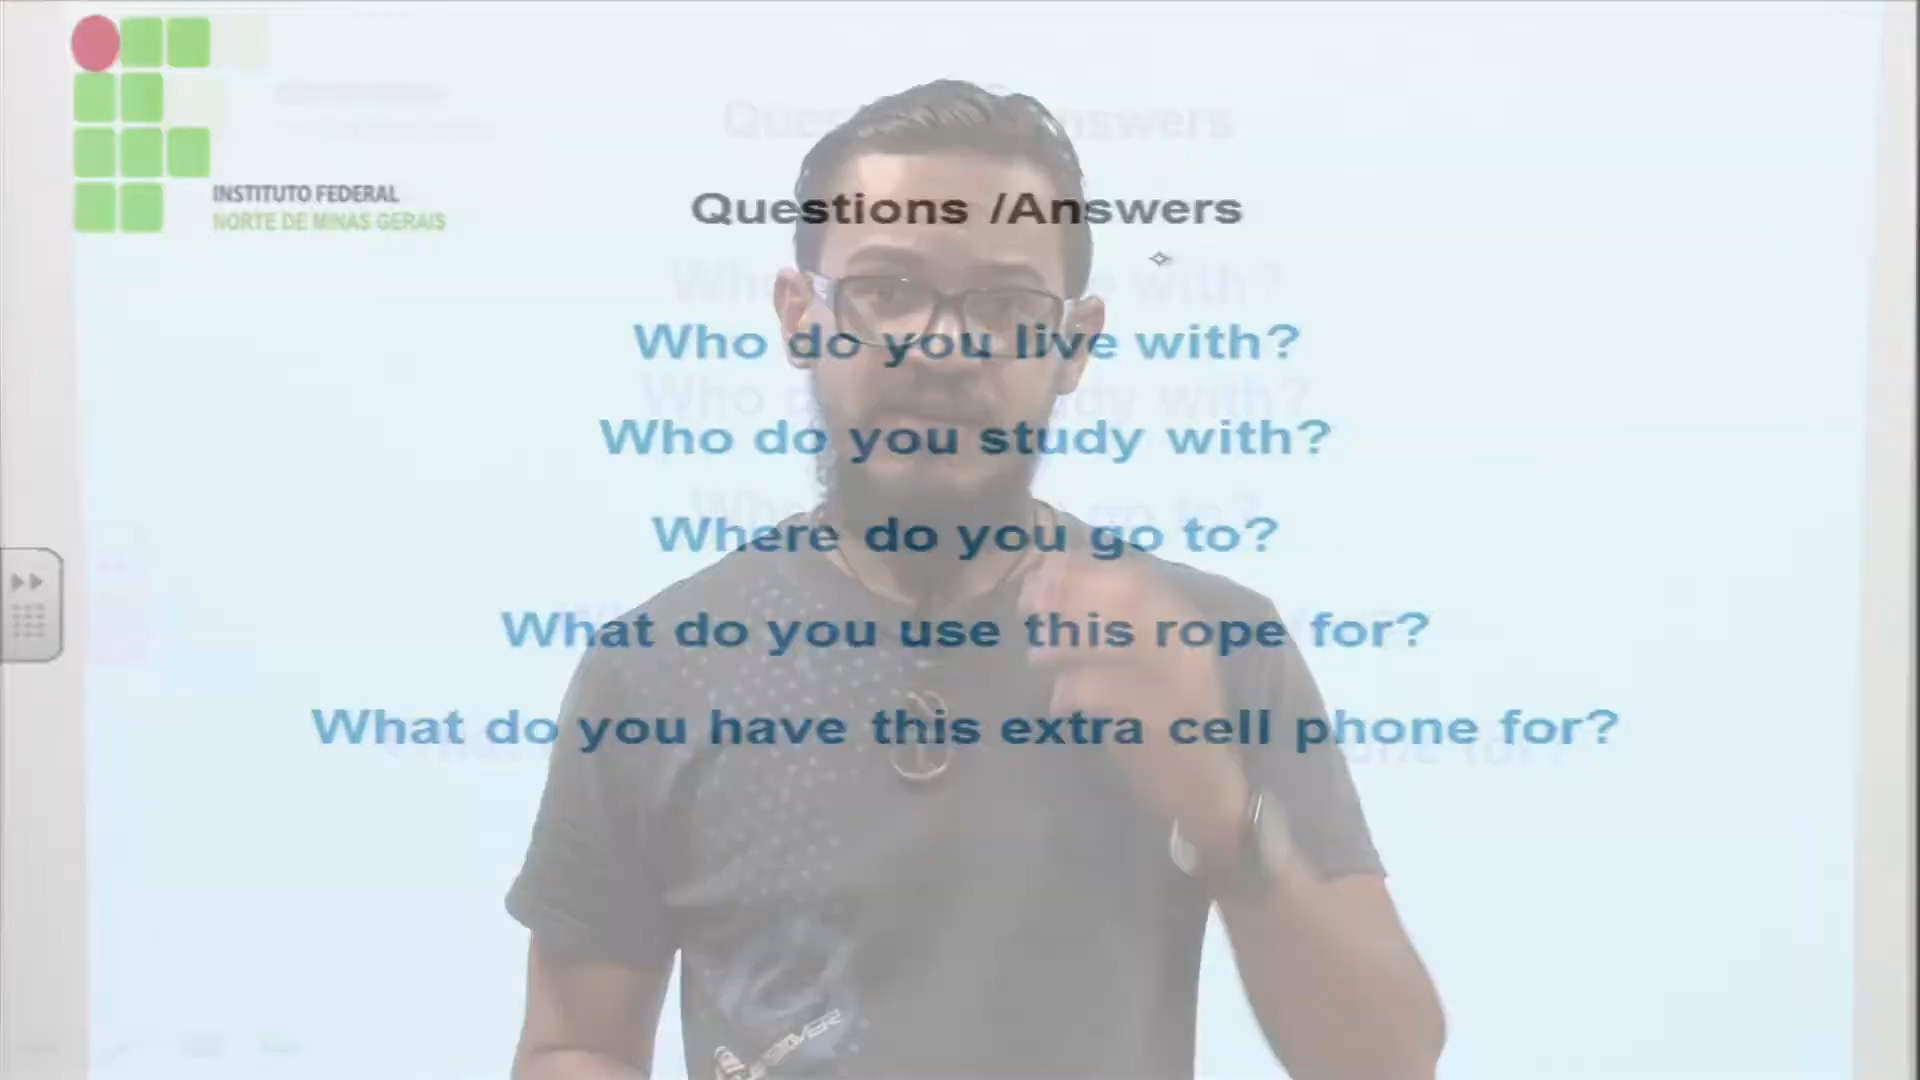 INSTITUTO FEDERAL
NORTE DE MINAS GERAIS
Questions /Answers
Who do you live with?
Who do you study with?
Where do you go to?
What do you use this rope for?
What do you have this extra cell phone for?